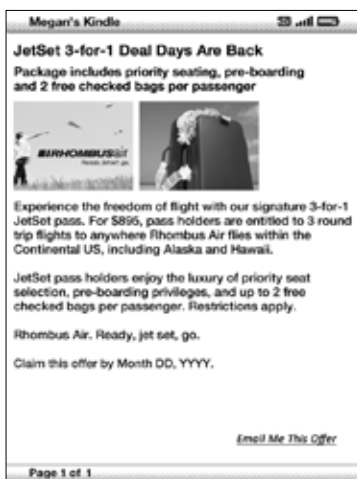 Megan's Kindle
JetSet 3-for-1 Deal Days Are Back
Package includes priority seating, pre-boarding
and 2 free checked bags per passenger
RHOMBUSair
Ready. Jetset. go.
Experience the freedom of flight with our signature 3-for-1
JetSet pass. For $895, pass holders are entitled to 3 round
trip flights to anywhere Rhombus Air flies within the
Continental US, including Alaska and Hawaii.
JetSet pass holders enjoy the luxury of priority seat
selection, pre-boarding privileges, and up to 2 free
checked bags per passenger. Restrictions apply.
Rhombus Air. Ready, jet set, go.
Claim this offer by Month DD, YYYY.
Email Me This Offer
Page 1 of 1